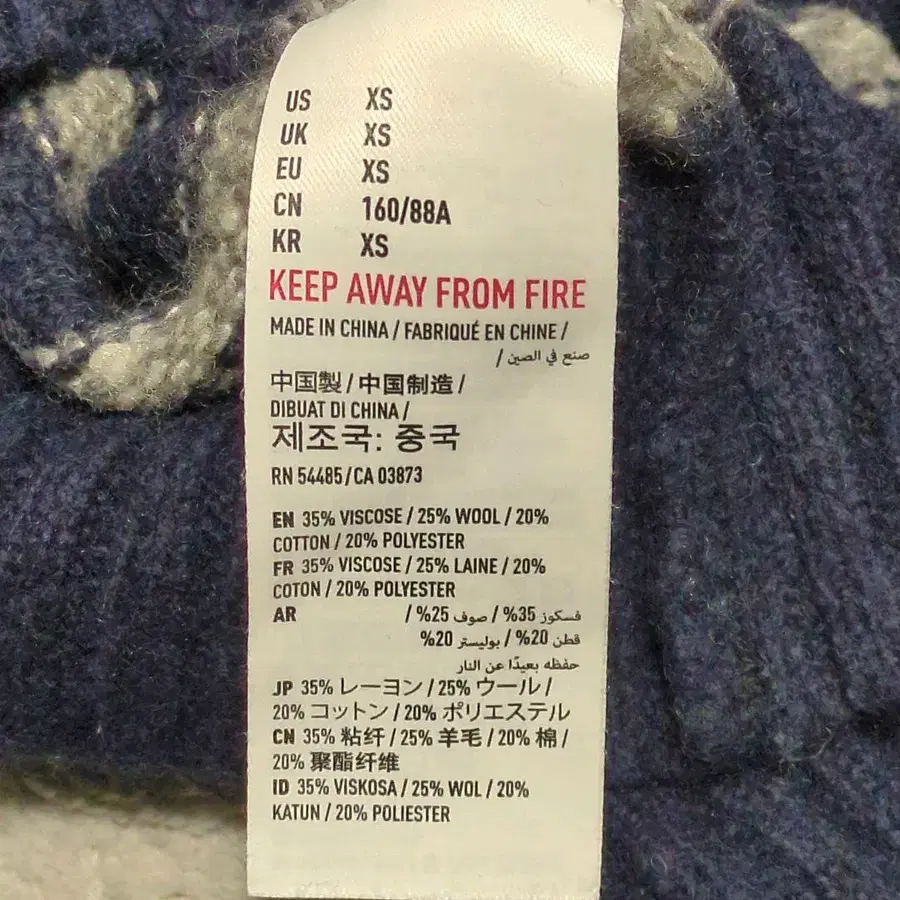 US XS
UK XS
EU XS
CN 160/88A
KR XS
KEEP AWAY FROM FIRE
MADE IN CHINA / FABRIQUÉ EN CHINE /
صنع في الصين /
中国製 / 中国制造 /
DIBUAT DI CHINA /
제조국: 중국
RN 54485 / CA 03873
EN 35% VISCOSE / 25% WOOL / 20%
COTTON / 20% POLYESTER
FR 35% VISCOSE / 25% LAINE / 20%
COTON / 20% POLYESTER
AR فسكوز 35% / صوف 25% /
قطن 20% / بوليستر 20%
حفظه بعيدًا عن النار
JP 35% レーヨン / 25% ウール /
20% コットン / 20% ポリエステル
CN 35% 粘纤 / 25% 羊毛 / 20% 棉 /
20% 聚酯纤维
ID 35% VISKOSA / 25% WOL / 20%
KATUN / 20% POLIESTER